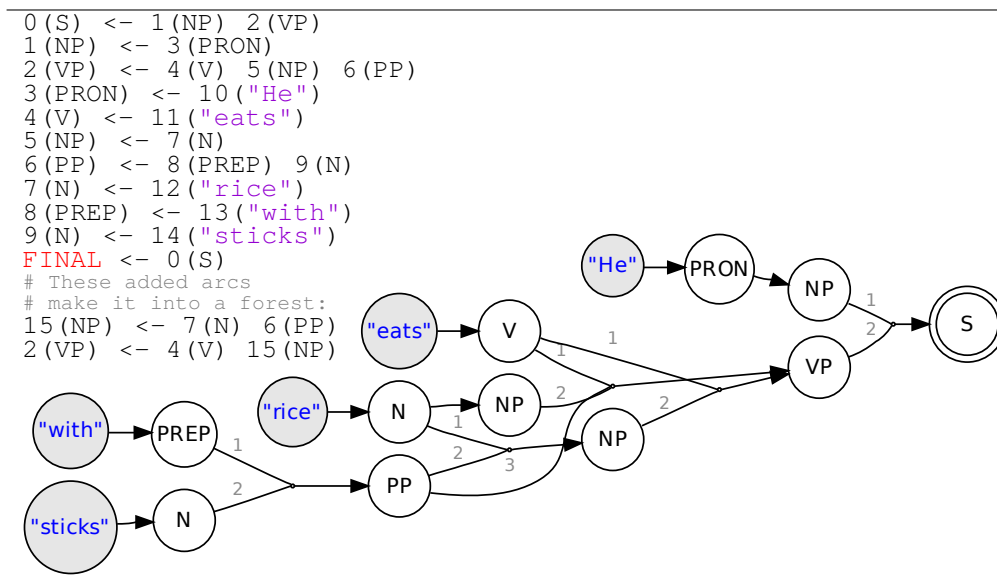 0(S) <- 1(NP) 2(VP)
1(NP) <- 3(PRON)
2(VP) <- 4(V) 5(NP) 6(PP)
3(PRON) <- 10("He")
4(V) <- 11("eats")
5(NP) <- 7(N)
6(PP) <- 8(PREP) 9(N)
7(N) <- 12("rice")
8(PREP) <- 13("with")
9(N) <- 14("sticks")
FINAL <- 0(S)
# These added arcs
# make it into a forest:
15(NP) <- 7(N) 6(PP)
2(VP) <- 4(V) 15(NP)
"He"
PRON
NP
1
2
S
"eats"
V
1
1
VP
"rice"
N
NP
2
2
1
NP
"with"
PREP
1
2
3
PP
2
"sticks"
N